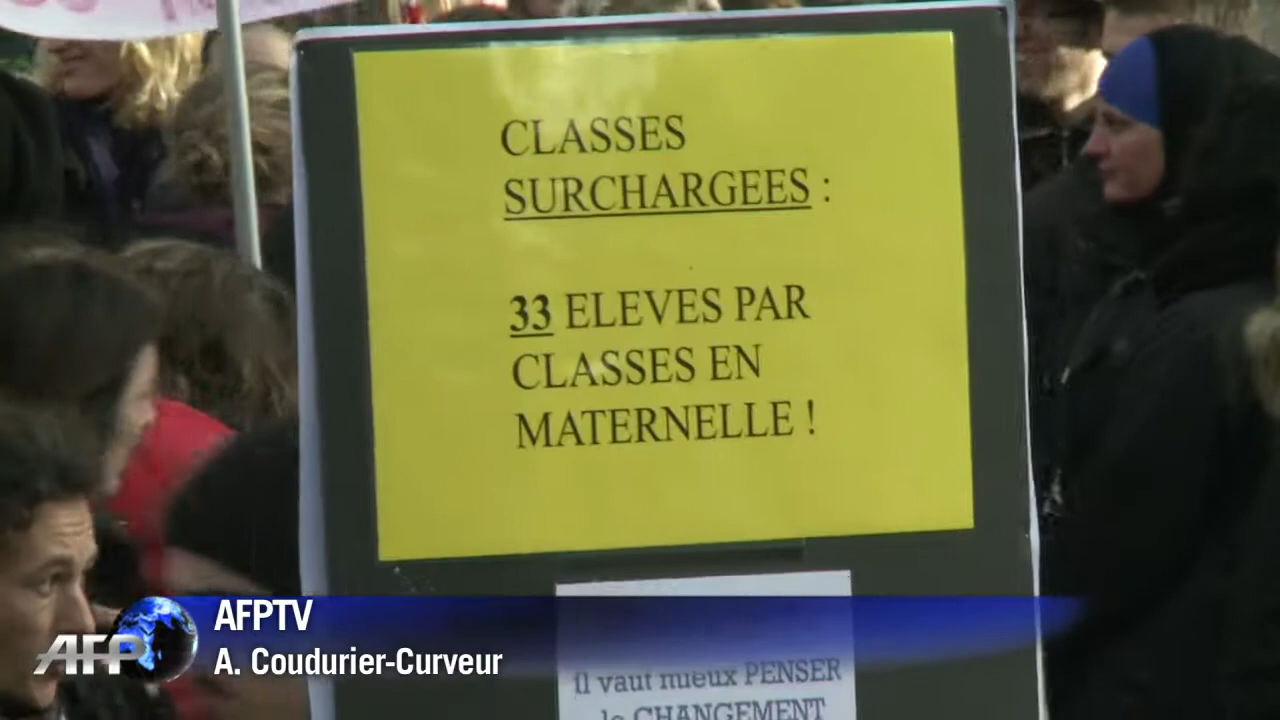 CLASSES
SURCHARGEES :
33 ELEVES PAR
CLASSES EN
MATERNELLE !
AFPTV
AFP
A. Coudurier-Curveur
Il vaut mieux PENSER
le CHANGEMENT